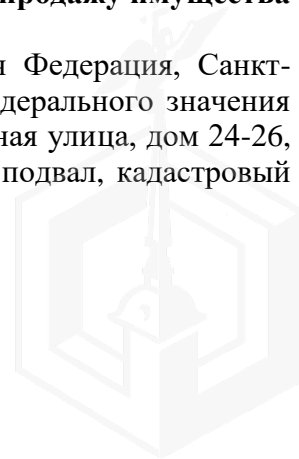 продажу имущества
я Федерация, Санкт-
дерального значения
ная улица, дом 24-26,
подвал, кадастровый